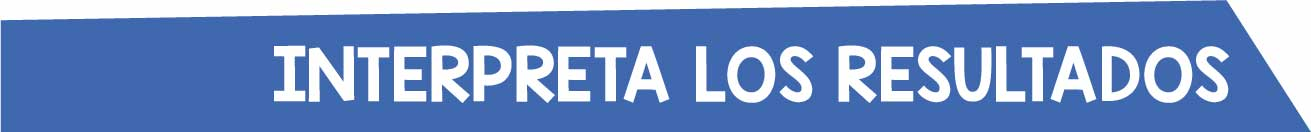 INTERPRETA LOS RESULTADOS